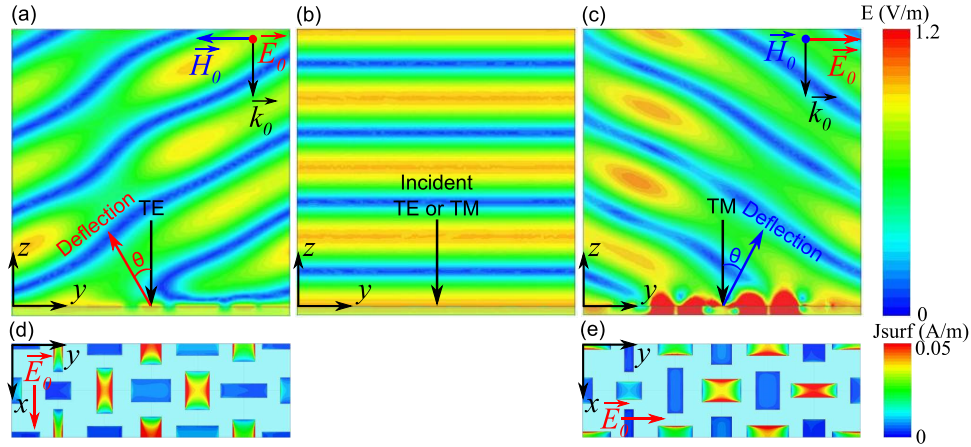 (a)
H0
E0
k0
Deflection
TE
θ
z
y
(b)
Incident
TE or TM
z
y
(c)
H0
E0
k0
TM
Deflection
θ
z
y
E (V/m)
1.2
0
(d)
E0
y
x
(e)
y
x
E0
Jsurf (A/m)
0.05
0